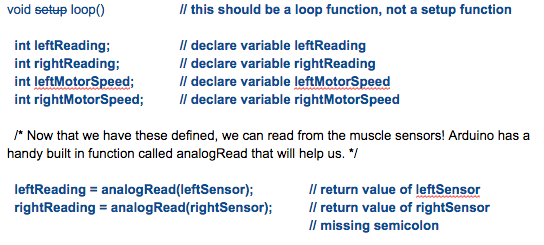 void setup loop() // this should be a loop function, not a setup function
int leftReading; // declare variable leftReading
int rightReading; // declare variable rightReading
int leftMotorSpeed; // declare variable leftMotorSpeed
int rightMotorSpeed; // declare variable rightMotorSpeed
/* Now that we have these defined, we can read from the muscle sensors! Arduino has a
handy built in function called analogRead that will help us. */
leftReading = analogRead(leftSensor); // return value of leftSensor
rightReading = analogRead(rightSensor); // return value of rightSensor
// missing semicolon